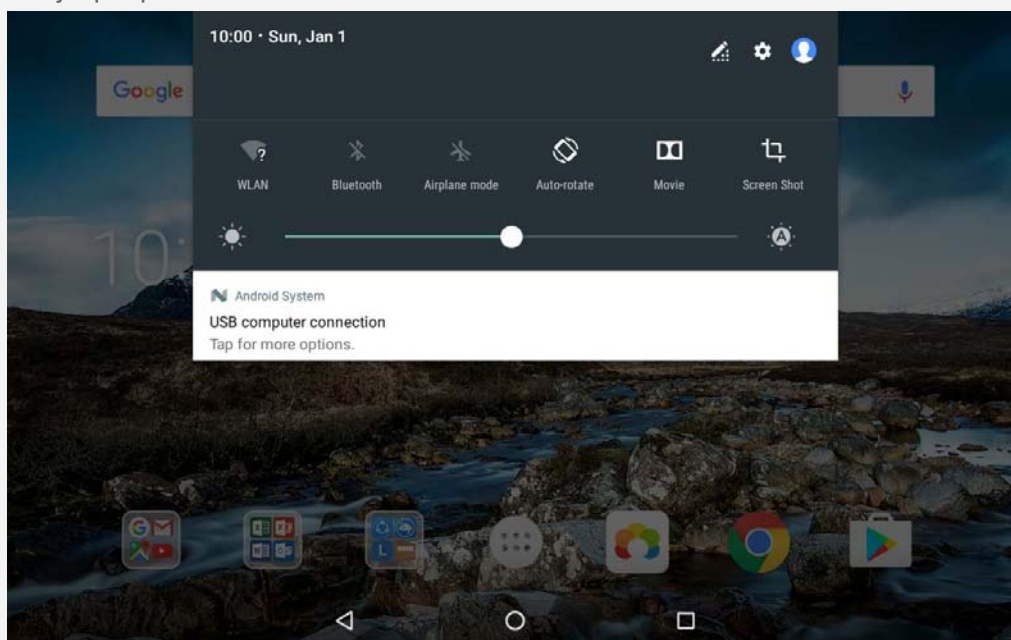 10:00 · Sun, Jan 1
Google
WLAN
Bluetooth
Airplane mode
Auto-rotate
Movie
Screen Shot
A
10:
Android System
USB computer connection
Tap for more options.